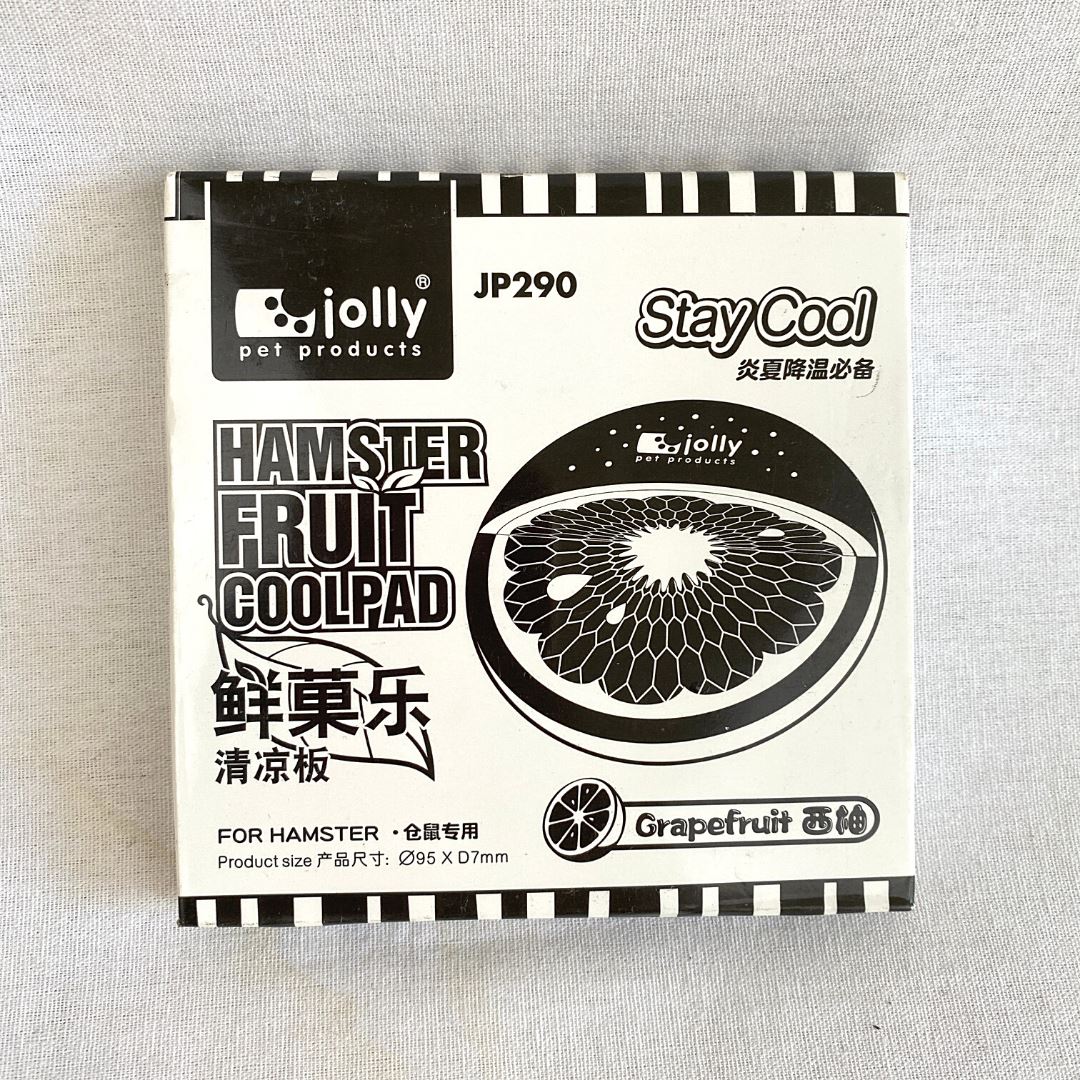 jolly®
pet products
JP290
Stay Cool
炎夏降温必备
jolly
pet products
HAMSTER
FRUIT
COOLPAD
鲜菓乐
清凉板
Grapefruit 西柚
FOR HAMSTER ・仓鼠专用
Product size 产品尺寸: Ø95 X D7mm